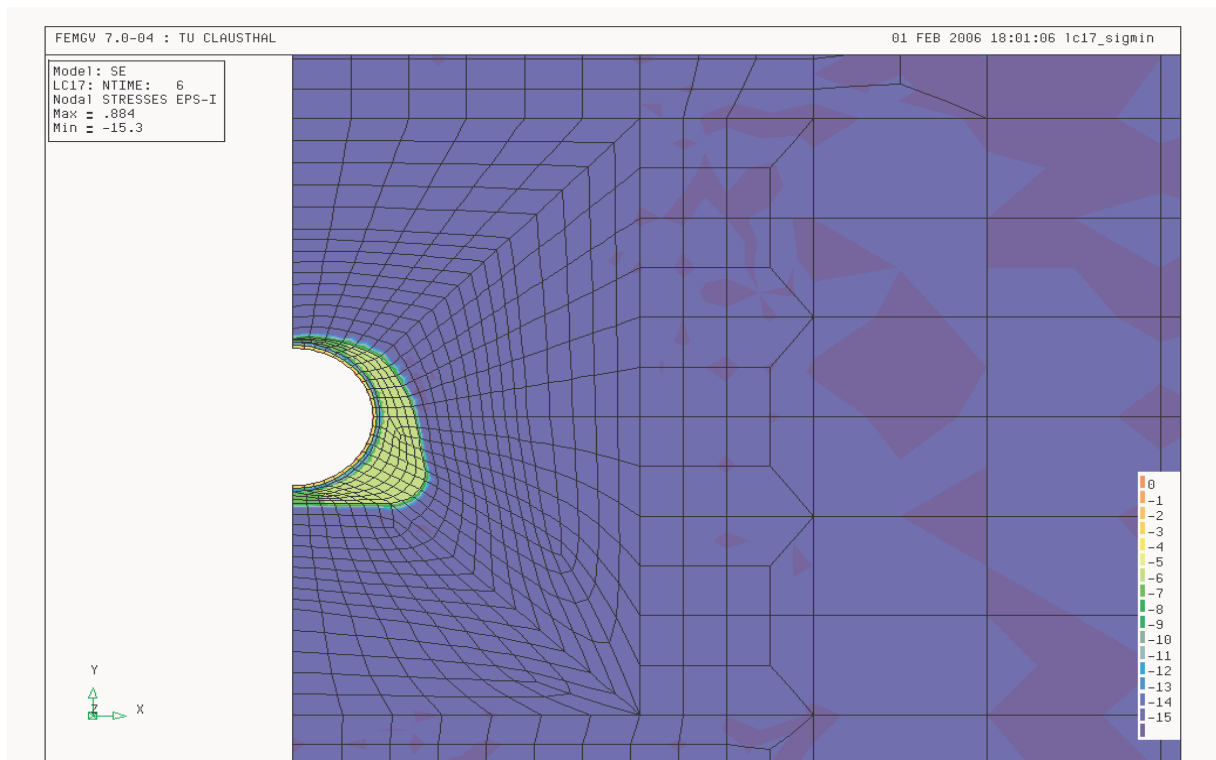 FEMGV 7.0-04 : TU CLAUSTHAL
01 FEB 2006 18:01:06 lc17_sigmin
Model: SE
LC17: NTIME: 6
Nodal STRESSES EPS-I
Max = .884
Min = -15.3
0
-1
-2
-3
-4
-5
-6
-7
-8
-9
-10
-11
-12
-13
-14
-15
Y
Z
X